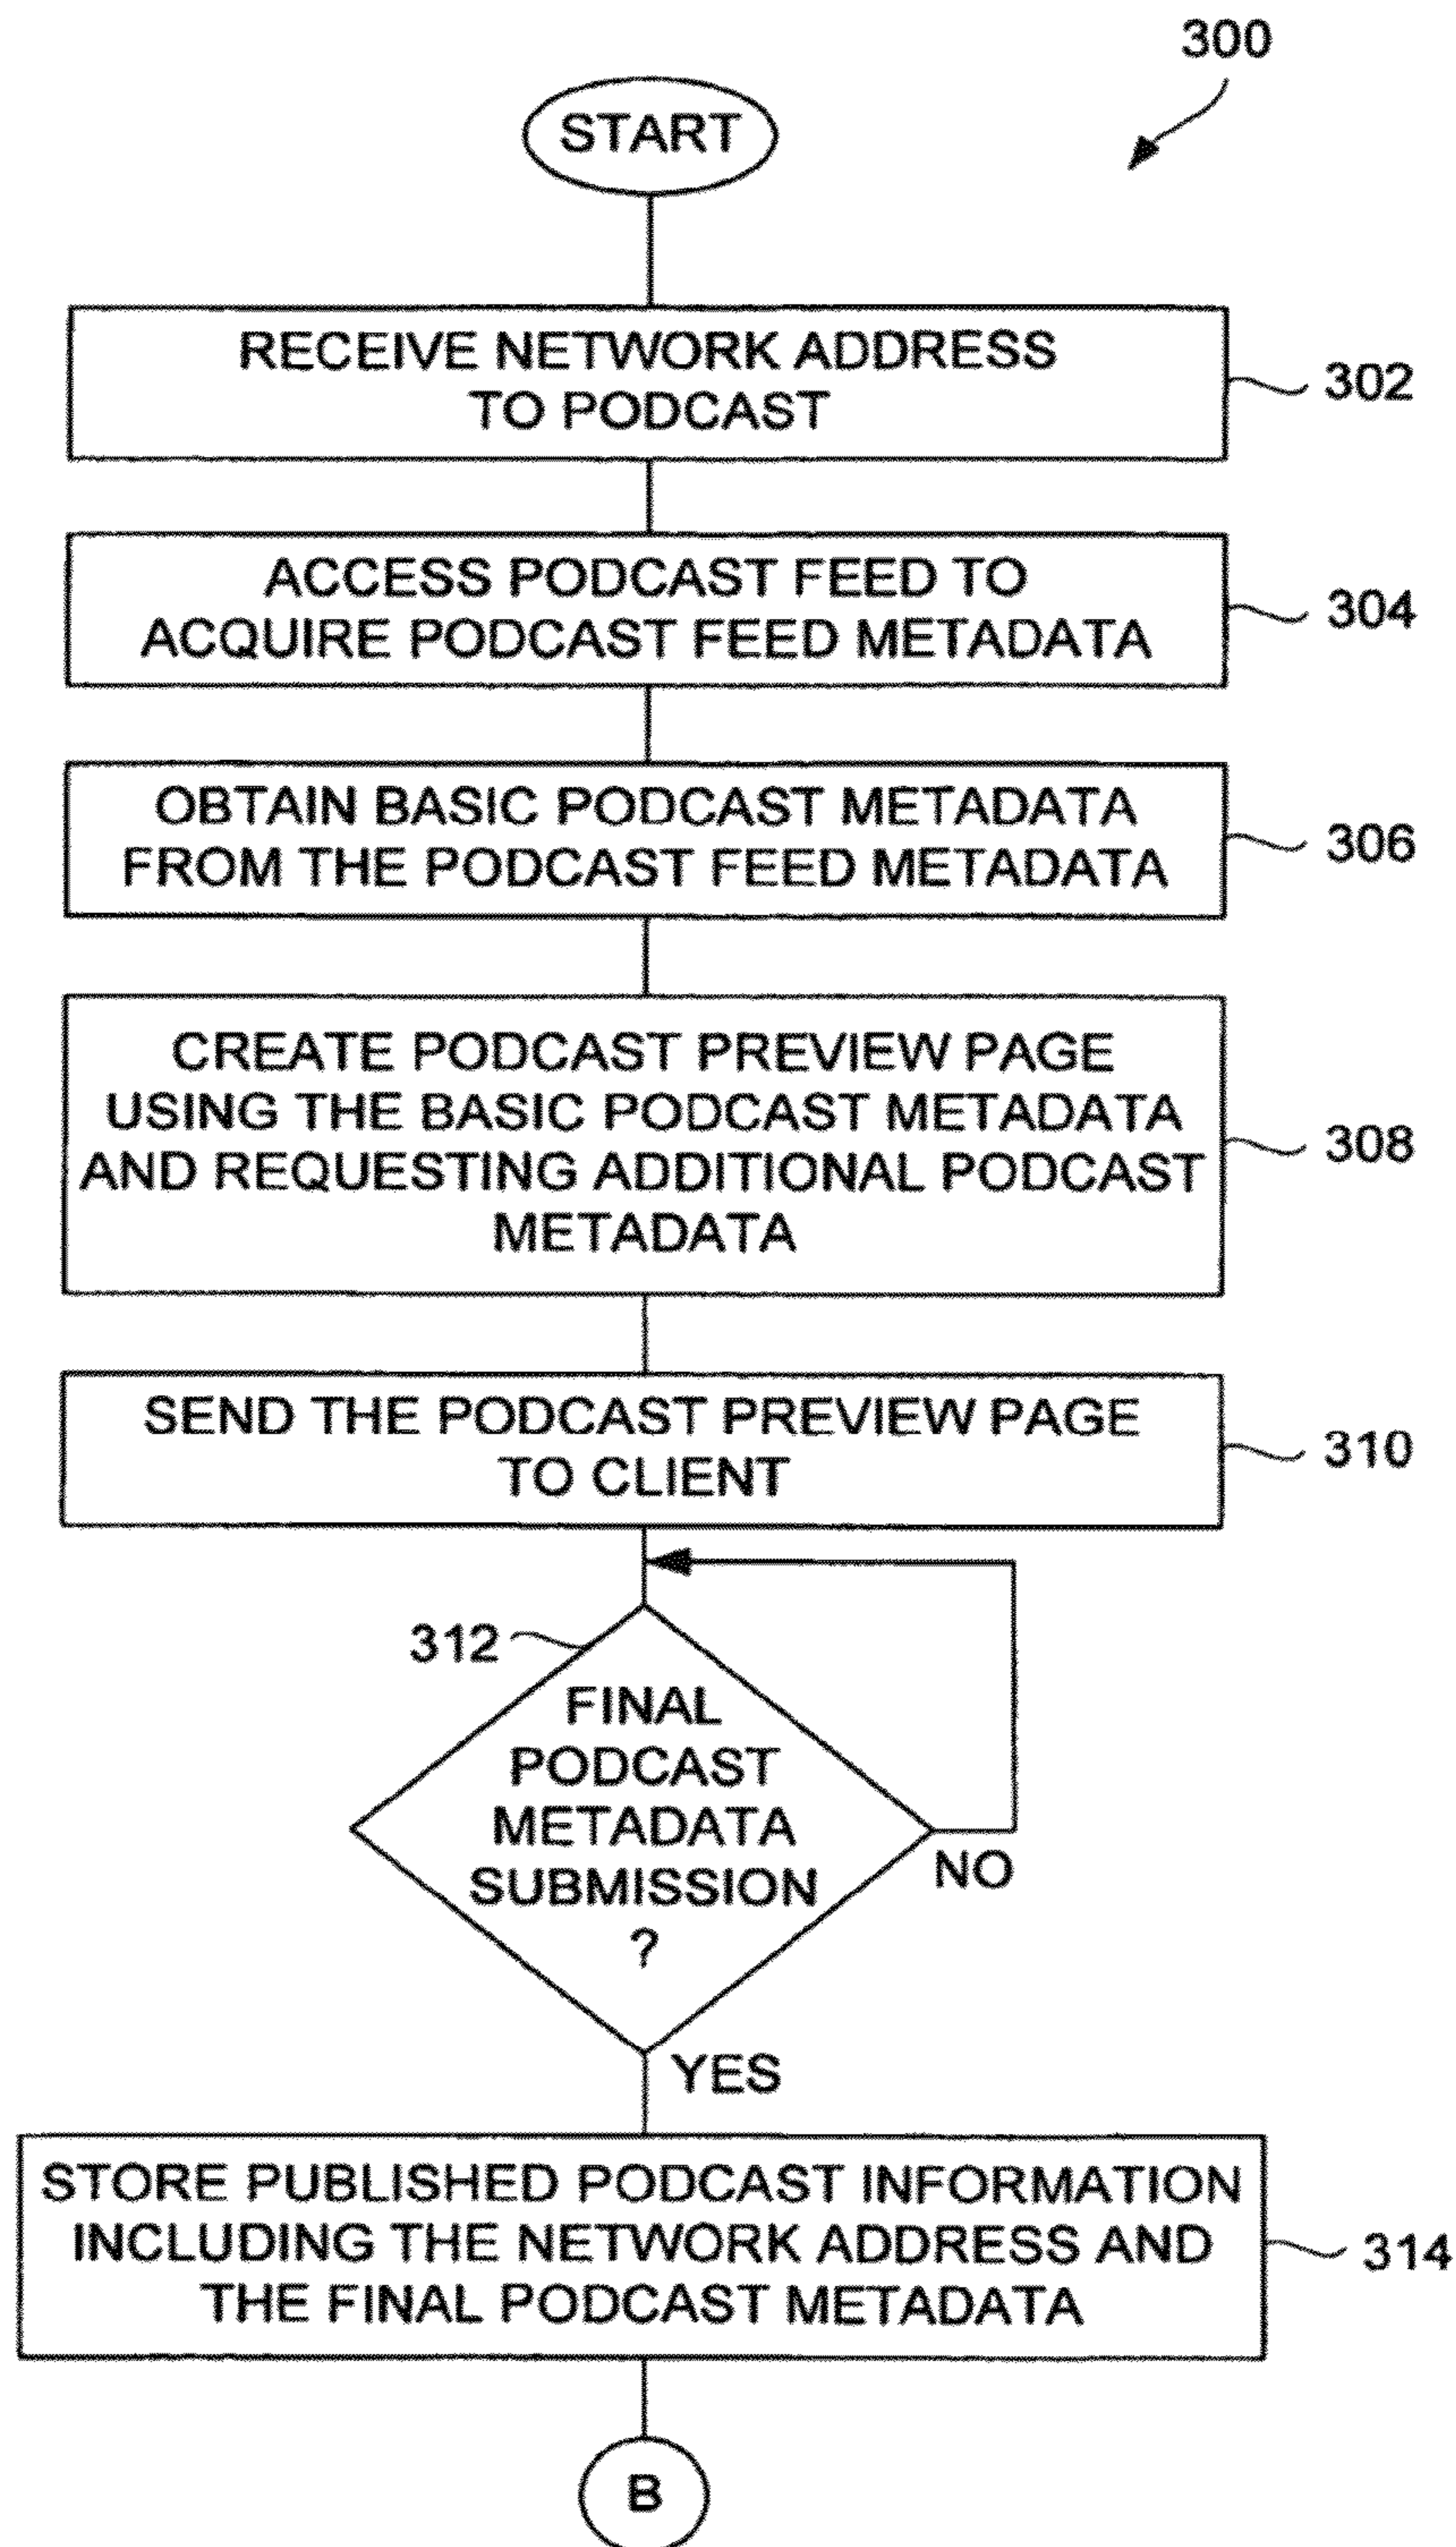 300
START
RECEIVE NETWORK ADDRESS
TO PODCAST
302
ACCESS PODCAST FEED TO
ACQUIRE PODCAST FEED METADATA
304
OBTAIN BASIC PODCAST METADATA
FROM THE PODCAST FEED METADATA
306
CREATE PODCAST PREVIEW PAGE
USING THE BASIC PODCAST METADATA
AND REQUESTING ADDITIONAL PODCAST
METADATA
308
SEND THE PODCAST PREVIEW PAGE
TO CLIENT
310
312
FINAL
PODCAST
METADATA
SUBMISSION
?
NO
YES
STORE PUBLISHED PODCAST INFORMATION
INCLUDING THE NETWORK ADDRESS AND
THE FINAL PODCAST METADATA
314
B